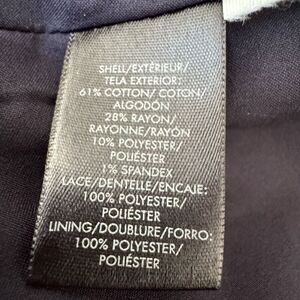 SHELL/EXTÉRIEUR/
TELA EXTERIOR:
61% COTTON/ COTON/
ALGODÓN
28% RAYON/
RAYONNE/RAYÓN
10% POLYESTER/
POLIÉSTER
1% SPANDEX
LACE/DENTELLE/ENCAJE:
100% POLYESTER/
POLIÉSTER
LINING/DOUBLURE/FORRO:
100% POLYESTER/
POLIÉSTER